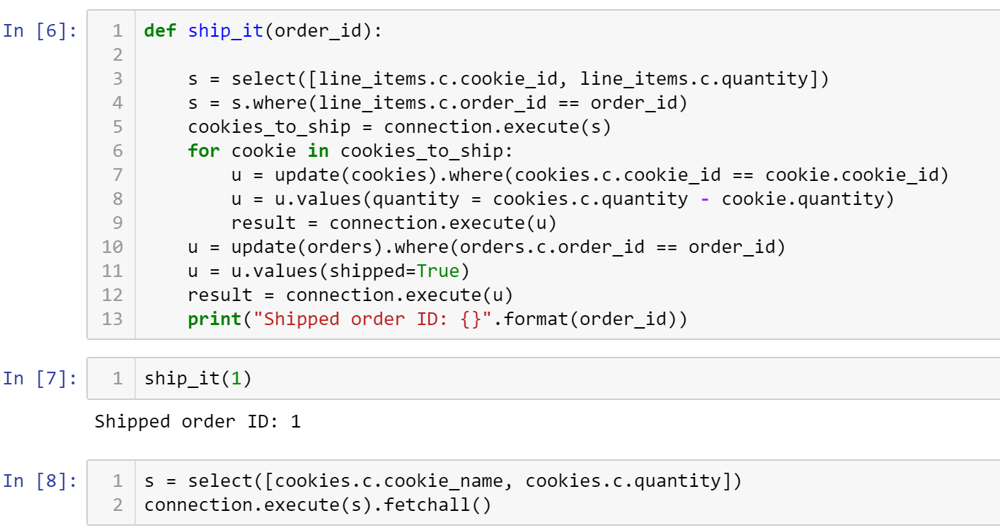 In [6]:
1 def ship_it(order_id):
2
3     s = select([line_items.c.cookie_id, line_items.c.quantity])
4     s = s.where(line_items.c.order_id == order_id)
5     cookies_to_ship = connection.execute(s)
6     for cookie in cookies_to_ship:
7         u = update(cookies).where(cookies.c.cookie_id == cookie.cookie_id)
8         u = u.values(quantity = cookies.c.quantity - cookie.quantity)
9         result = connection.execute(u)
10     u = update(orders).where(orders.c.order_id == order_id)
11     u = u.values(shipped=True)
12     result = connection.execute(u)
13     print("Shipped order ID: {}".format(order_id))
In [7]:
1 ship_it(1)
Shipped order ID: 1
In [8]:
1 s = select([cookies.c.cookie_name, cookies.c.quantity])
2 connection.execute(s).fetchall()